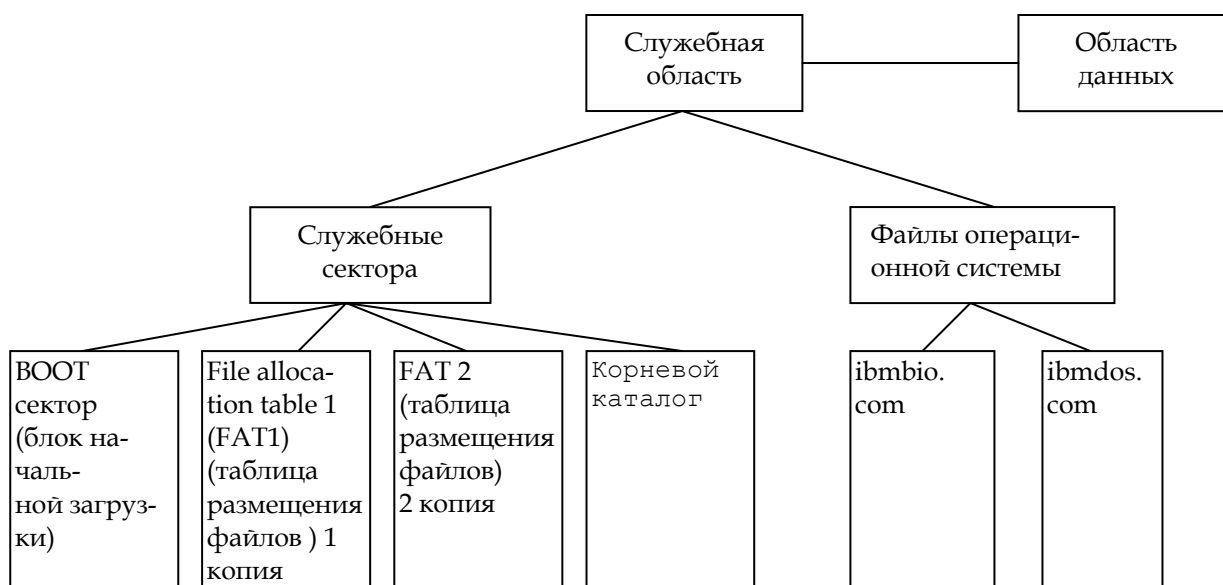 Служебная
область
Область
данных
Служебные
сектора
Файлы операци-
онной системы
BOOT
сектор
(блок на-
чаль-
ной загруз-
ки)
File alloca-
tion table 1
(FAT1)
(таблица
размещения
файлов ) 1
копия
FAT 2
(таблица
размещения
файлов)
2 копия
Корневой
каталог
ibmbio.
com
ibmdos.
com